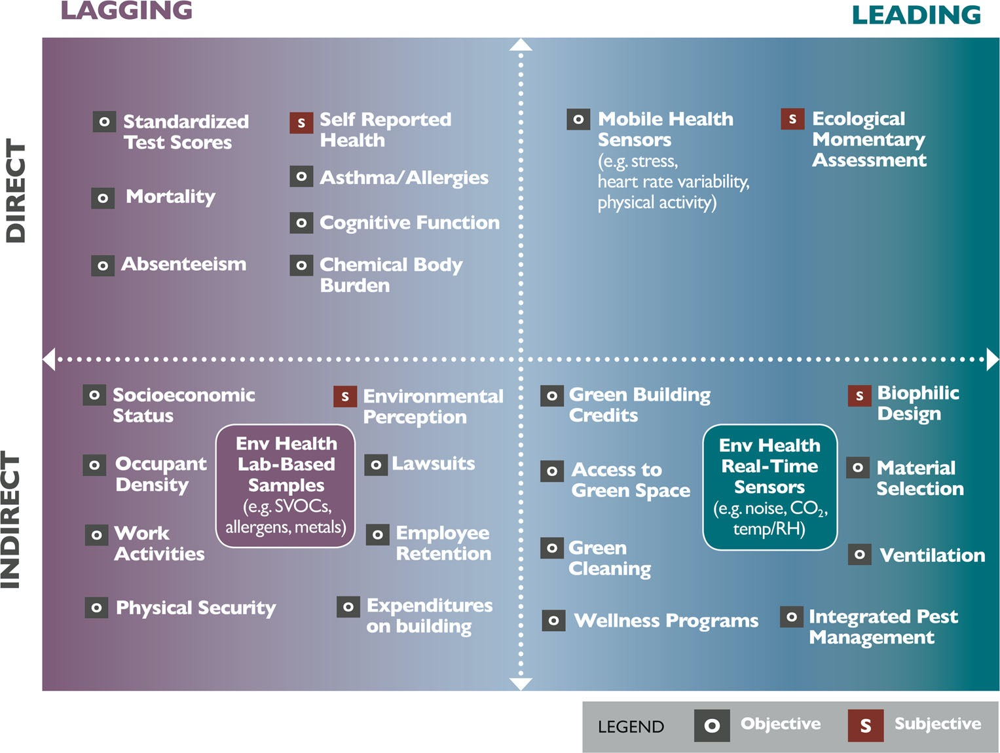 LAGGING
LEADING
DIRECT
O Standardized
Test Scores
O Mortality
O Absenteeism
S Self Reported
Health
O Asthma/Allergies
O Cognitive Function
O Chemical Body
Burden
O Mobile Health
Sensors
(e.g. stress,
heart rate variability,
physical activity)
S Ecological
Momentary
Assessment
INDIRECT
O Socioeconomic
Status
O Occupant
Density
O Work
Activities
O Physical Security
Env Health
Lab-Based
Samples
(e.g. SVOCs,
allergens, metals)
S Environmental
Perception
O Lawsuits
O Employee
Retention
O Expenditures
on building
O Green Building
Credits
O Access to
Green Space
O Green
Cleaning
O Wellness Programs
Env Health
Real-Time
Sensors
(e.g. noise, CO₂,
temp/RH)
S Biophilic
Design
O Material
Selection
O Ventilation
O Integrated Pest
Management
LEGEND
O Objective
S Subjective